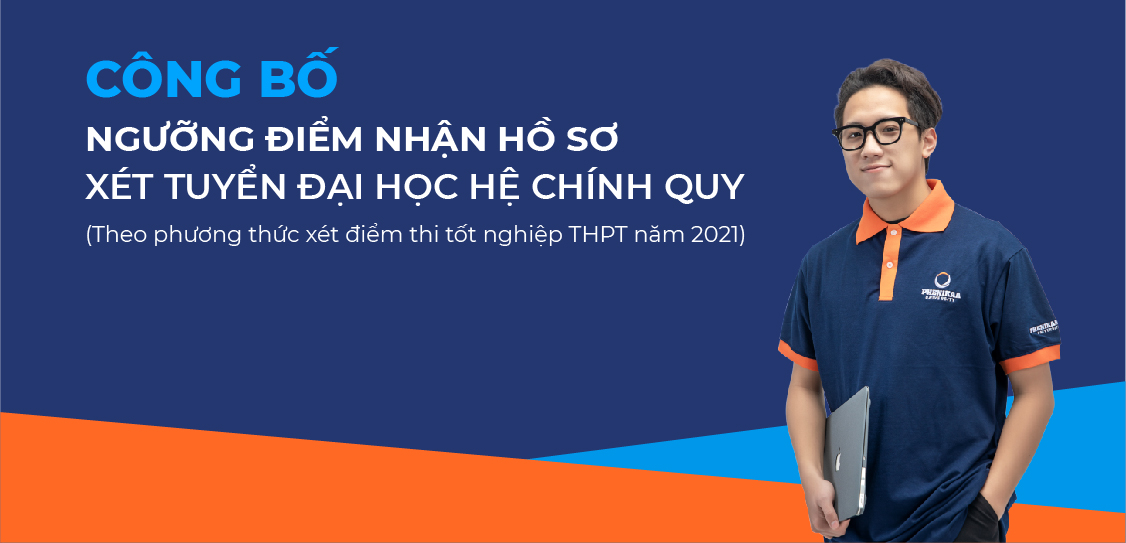 CÔNG BỐ
NGƯỠNG ĐIỂM NHẬN HỒ SƠ
XÉT TUYỂN ĐẠI HỌC HỆ CHÍNH QUY
(Theo phương thức xét điểm thi tốt nghiệp THPT năm 2021)
PHENIKAA